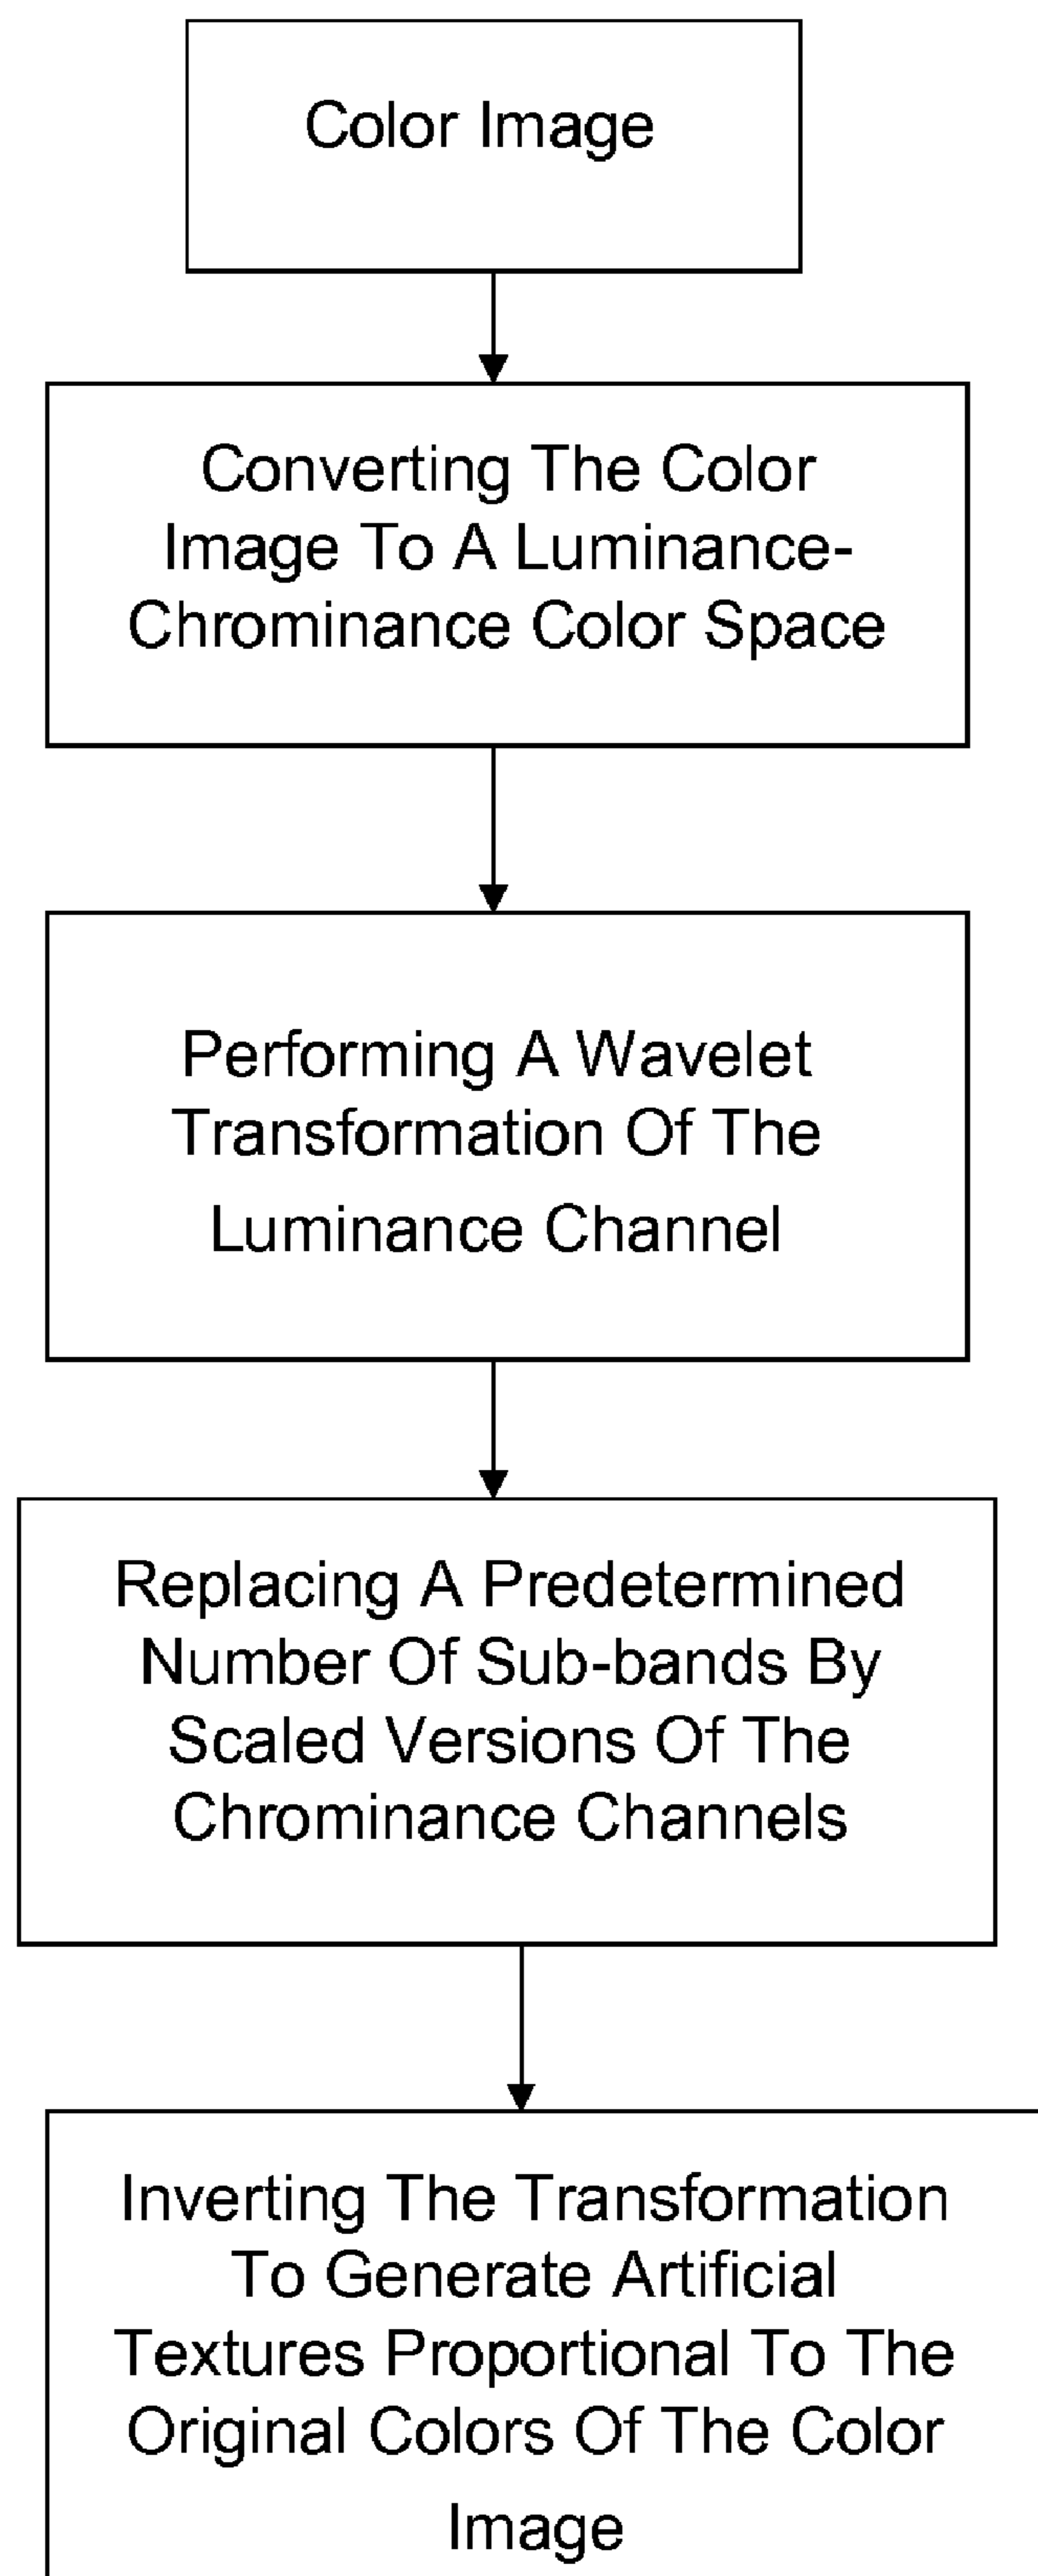 Color Image
Converting The Color
Image To A Luminance-
Chrominance Color Space
Performing A Wavelet
Transformation Of The
Luminance Channel
Replacing A Predetermined
Number Of Sub-bands By
Scaled Versions Of The
Chrominance Channels
Inverting The Transformation
To Generate Artificial
Textures Proportional To The
Original Colors Of The Color
Image